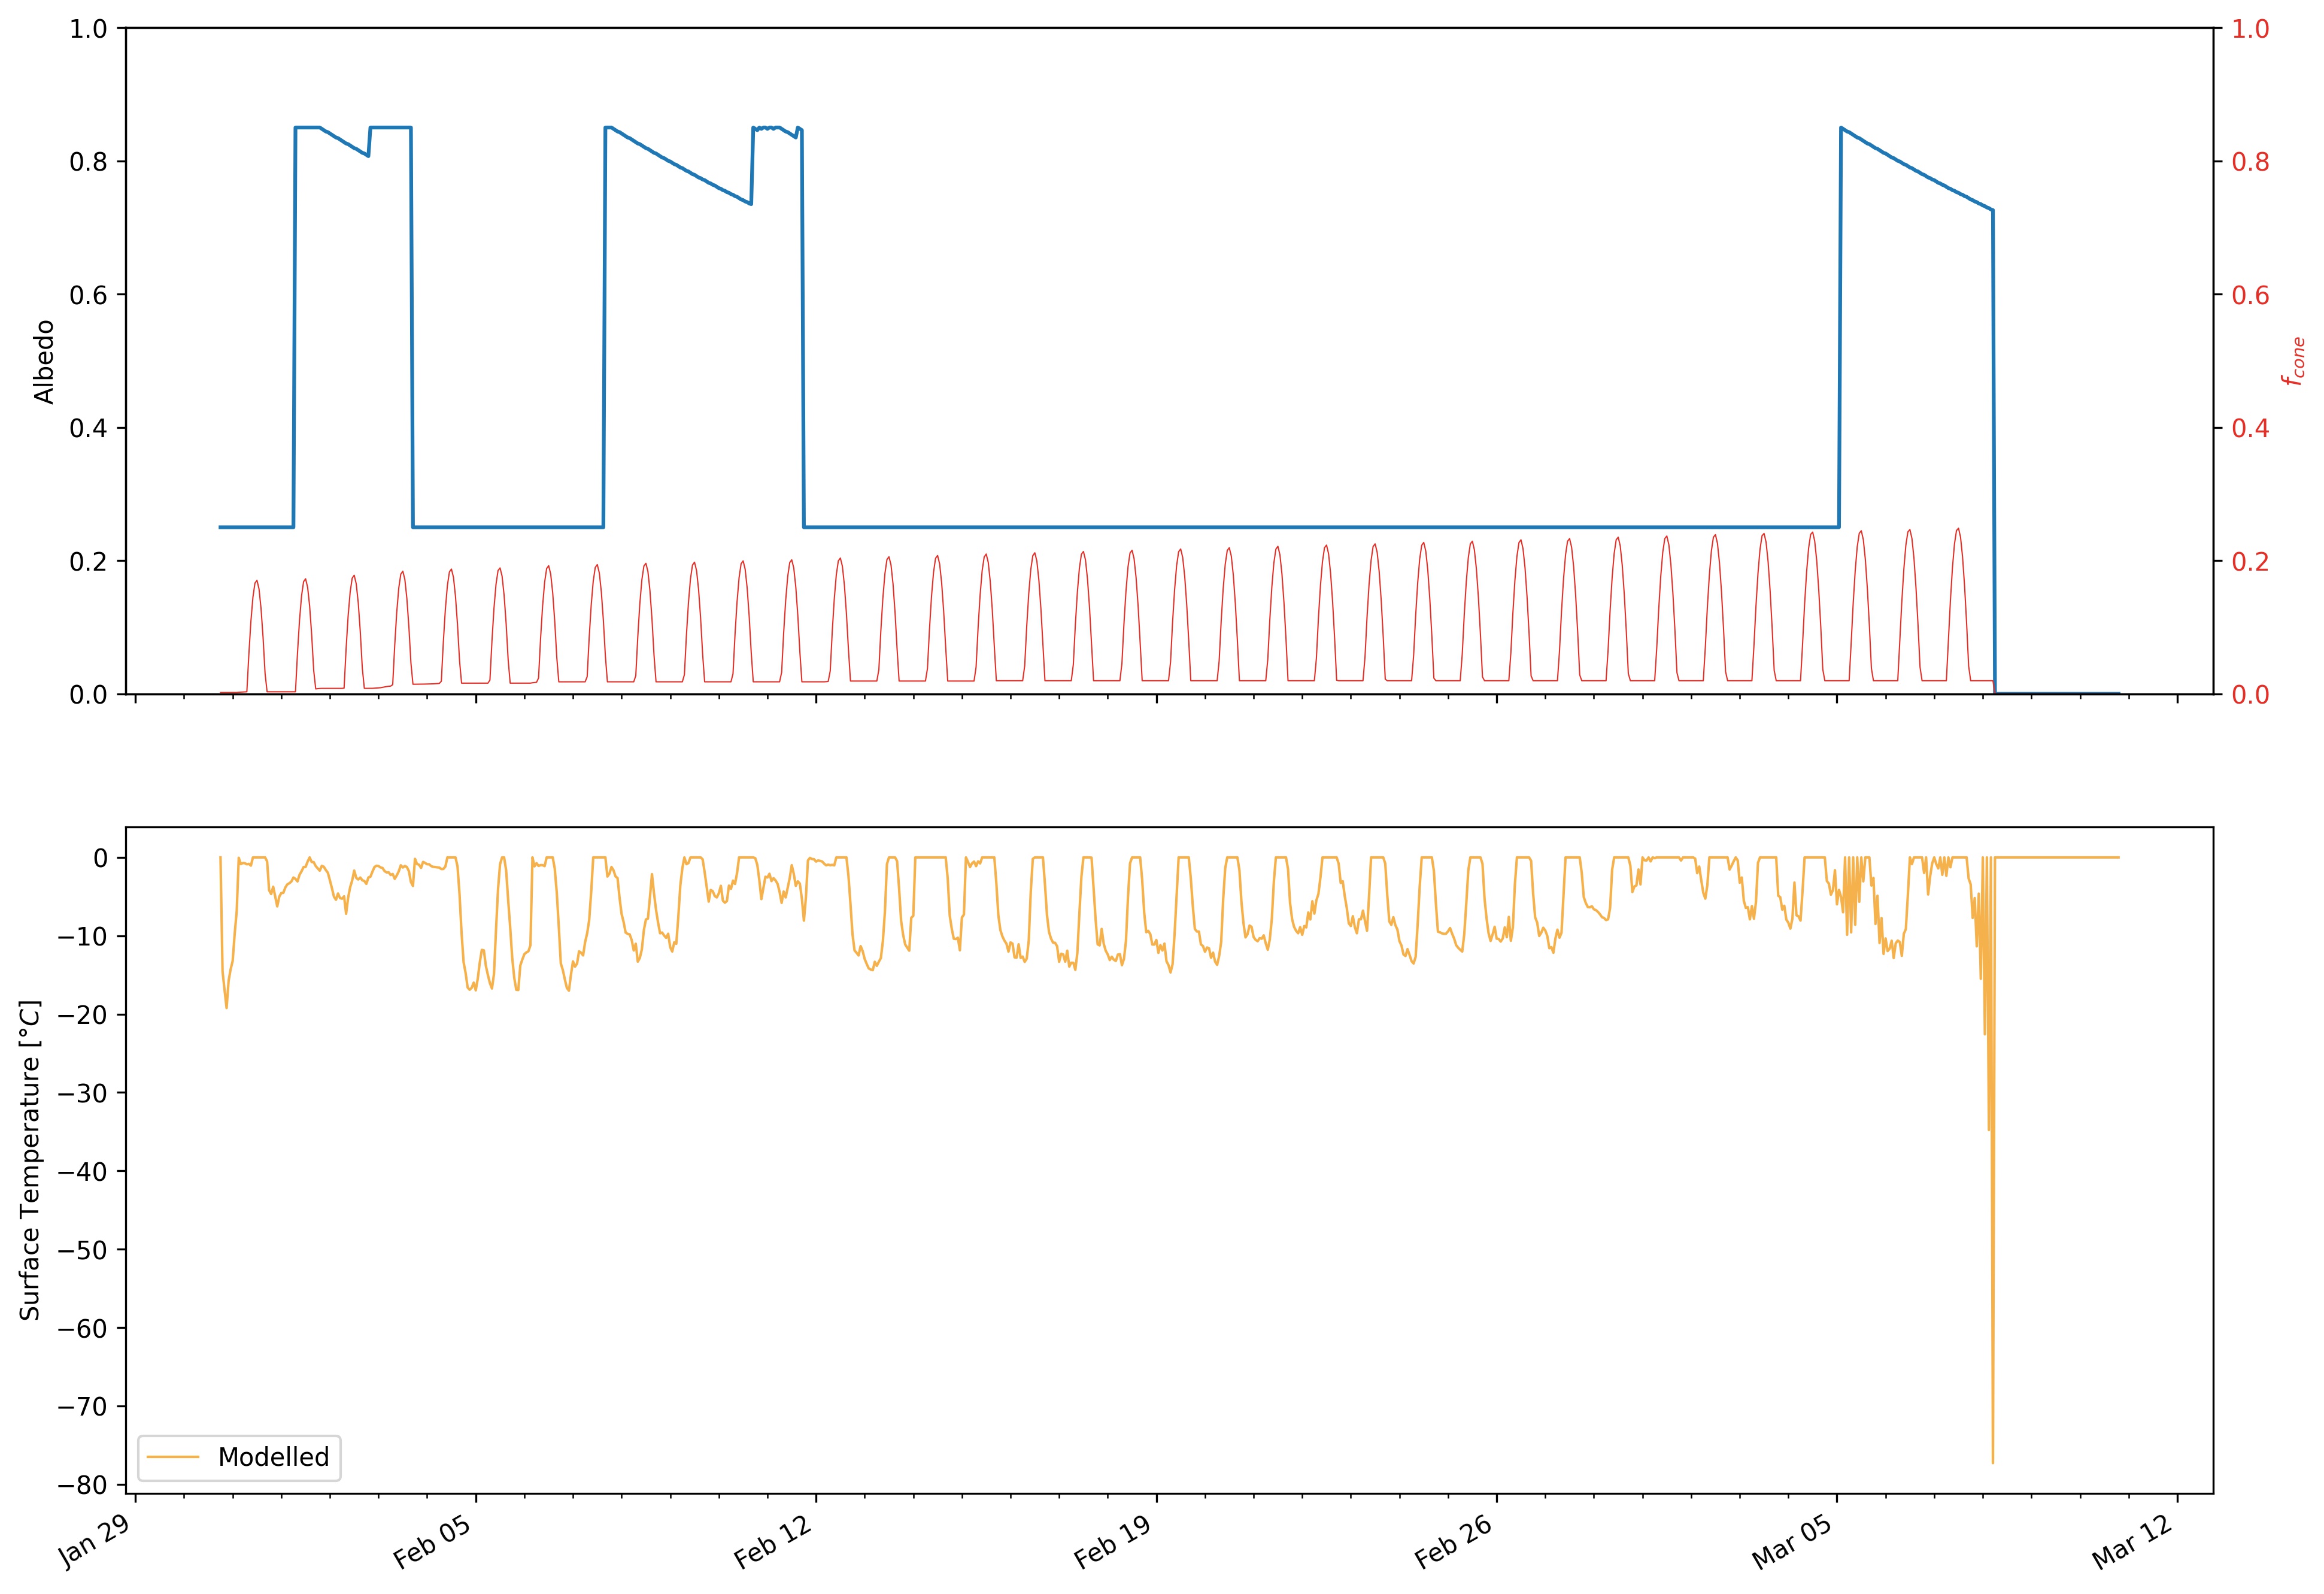 1.0
0.8
0.6
0.4
0.2
0.0
Albedo
1.0
0.8
0.6
0.4
0.2
0.0
f_cone
0
−10
−20
−30
−40
−50
−60
−70
−80
Surface Temperature [°C]
Modelled
Jan 29
Feb 05
Feb 12
Feb 19
Feb 26
Mar 05
Mar 12